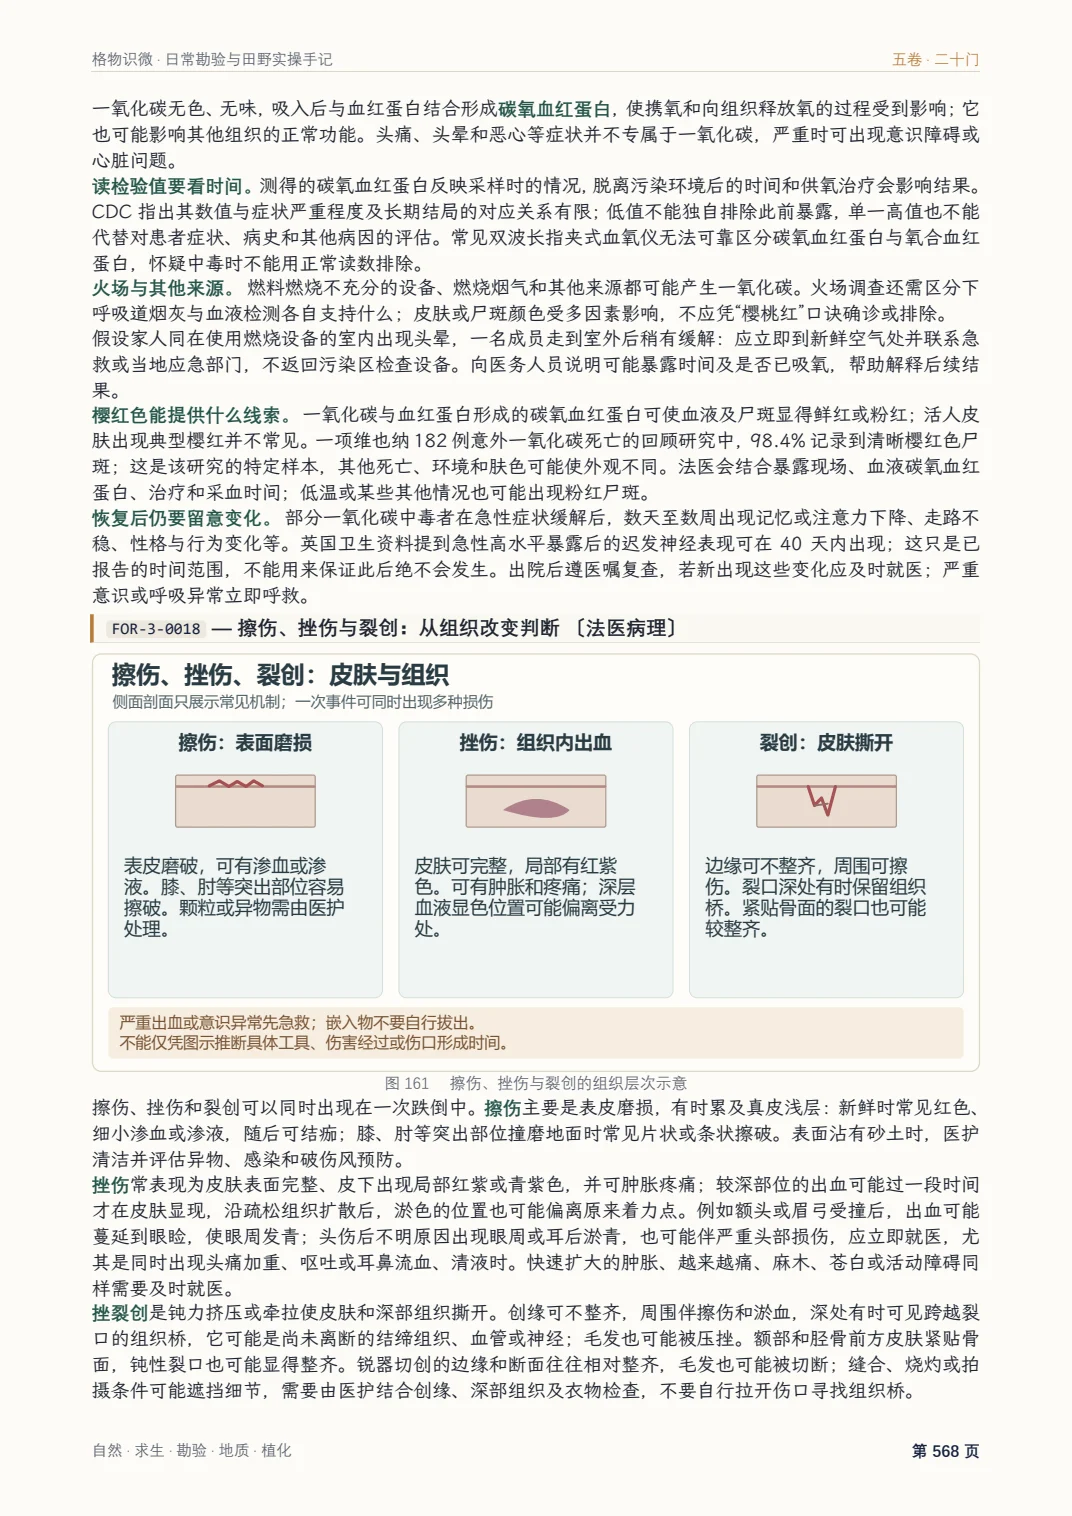 格物识微 · 日常勘验与田野实操手记
五卷 · 二十门
一氧化碳无色、无味，吸入后与血红蛋白结合形成碳氧血红蛋白，使携氧和向组织释放氧的过程受到影响；它
也可能影响其他组织的正常功能。头痛、头晕和恶心等症状并不专属于一氧化碳，严重时可出现意识障碍或
心脏问题。
读检验值要看时间。测得的碳氧血红蛋白反映采样时的情况，脱离污染环境后的时间和供氧治疗会影响结果。
CDC 指出其数值与症状严重程度及长期结局的对应关系有限；低值不能独自排除此前暴露，单一高值也不能
代替对患者症状、病史和其他病因的评估。常见双波长指夹式血氧仪无法可靠区分碳氧血红蛋白与氧合血红
蛋白，怀疑中毒时不能用正常读数排除。
火场与其他来源。 燃料燃烧不充分的设备、燃烧烟气和其他来源都可能产生一氧化碳。火场调查还需区分下
呼吸道烟灰与血液检测各自支持什么；皮肤或尸斑颜色受多因素影响，不应凭“樱桃红”口诀确诊或排除。
假设家人同在使用燃烧设备的室内出现头晕，一名成员走到室外后稍有缓解：应立即到新鲜空气处并联系急
救或当地应急部门，不返回污染区检查设备。向医务人员说明可能暴露时间及是否已吸氧，帮助解释后续结
果。
樱红色能提供什么线索。 一氧化碳与血红蛋白形成的碳氧血红蛋白可使血液及尸斑显得鲜红或粉红；活人皮
肤出现典型樱红并不常见。一项维也纳 182 例意外一氧化碳死亡的回顾研究中，98.4% 记录到清晰樱红色尸
斑；这是该研究的特定样本，其他死亡、环境和肤色可能使外观不同。法医会结合暴露现场、血液碳氧血红
蛋白、治疗和采血时间；低温或某些其他情况也可能出现粉红尸斑。
恢复后仍要留意变化。 部分一氧化碳中毒者在急性症状缓解后，数天至数周出现记忆或注意力下降、走路不
稳、性格与行为变化等。英国卫生资料提到急性高水平暴露后的迟发神经表现可在 40 天内出现；这只是已
报告的时间范围，不能用来保证此后绝不会发生。出院后遵医嘱复查，若新出现这些变化应及时就医；严重
意识或呼吸异常立即呼救。
FOR-3-0018 — 擦伤、挫伤与裂创：从组织改变判断 〔法医病理〕
擦伤、挫伤、裂创：皮肤与组织
侧面剖面只展示常见机制；一次事件可同时出现多种损伤
擦伤：表面磨损
表皮磨破，可有渗血或渗
液。膝、肘等突出部位容易
擦破。颗粒或异物需由医护
处理。
挫伤：组织内出血
皮肤可完整，局部有红紫
色。可有肿胀和疼痛；深层
血液显色位置可能偏离受力
处。
裂创：皮肤撕开
边缘可不整齐，周围可擦
伤。裂口深处有时保留组织
桥。紧贴骨面的裂口也可能
较整齐。
严重出血或意识异常先急救；嵌入物不要自行拔出。
不能仅凭图示推断具体工具、伤害经过或伤口形成时间。
图 161 擦伤、挫伤与裂创的组织层次示意
擦伤、挫伤和裂创可以同时出现在一次跌倒中。擦伤主要是表皮磨损，有时累及真皮浅层：新鲜时常见红色、
细小渗血或渗液，随后可结痂；膝、肘等突出部位撞磨地面时常见片状或条状擦破。表面沾有砂土时，医护
清洁并评估异物、感染和破伤风预防。
挫伤常表现为皮肤表面完整、皮下出现局部红紫或青紫色，并可肿胀疼痛；较深部位的出血可能过一段时间
才在皮肤显现，沿疏松组织扩散后，淤色的位置也可能偏离原来着力点。例如额头或眉弓受撞后，出血可能
蔓延到眼睑，使眼周发青；头伤后不明原因出现眼周或耳后淤青，也可能伴严重头部损伤，应立即就医，尤
其是同时出现头痛加重、呕吐或耳鼻流血、清液时。快速扩大的肿胀、越来越痛、麻木、苍白或活动障碍同
样需要及时就医。
挫裂创是钝力挤压或牵拉使皮肤和深部组织撕开。创缘可不整齐，周围伴擦伤和淤血，深处有时可见跨越裂
口的组织桥，它可能是尚未离断的结缔组织、血管或神经；毛发也可能被压挫。额部和胫骨前方皮肤紧贴骨
面，钝性裂口也可能显得整齐。锐器切创的边缘和断面往往相对整齐，毛发也可能被切断；缝合、烧灼或拍
摄条件可能遮挡细节，需要由医护结合创缘、深部组织及衣物检查，不要自行拉开伤口寻找组织桥。
自然 · 求生 · 勘验 · 地质 · 植化
第 568 页